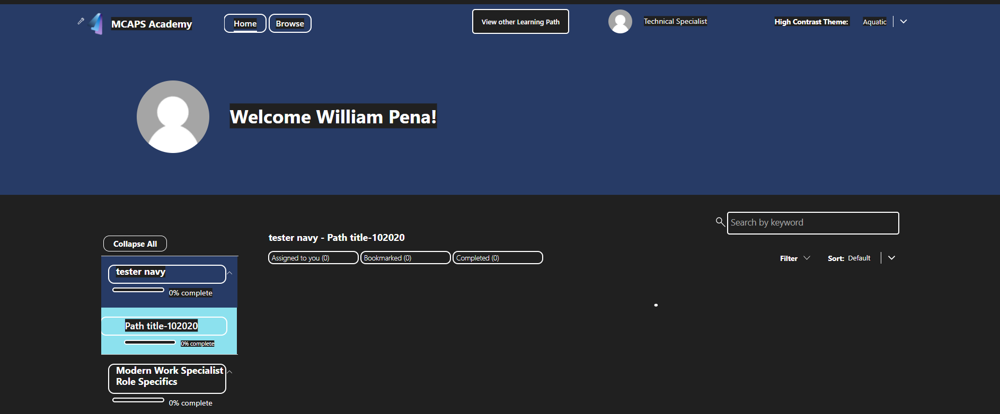 MCAPS Academy
Home
Browse
View other Learning Path
Technical Specialist
High Contrast Theme:
Aquatic
Welcome William Pena!
Search by keyword
Collapse All
tester navy - Path title-102020
Assigned to you (0)
Bookmarked (0)
Completed (0)
Filter
Sort: Default
tester navy
0% complete
Path title-102020
0% complete
Modern Work Specialist
Role Specifics
0% complete